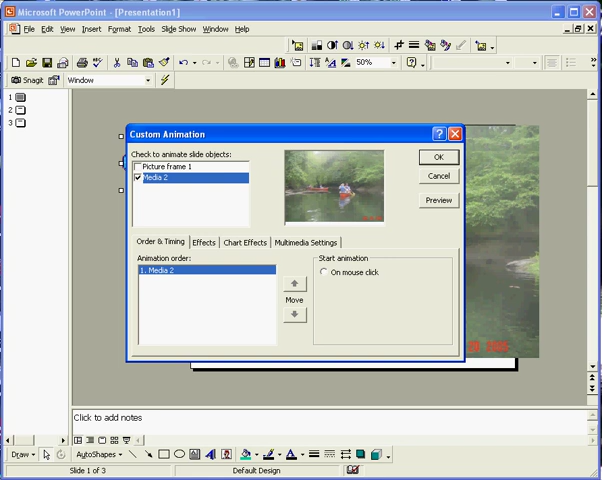 Microsoft PowerPoint - [Presentation1]
File Edit View Insert Format Tools Slide Show Window Help
50%
Snagit Window
1
2
3
Custom Animation
Check to animate slide objects:
Picture frame 1
Media 2
OK
Cancel
Preview
Order & Timing Effects Chart Effects Multimedia Settings
Animation order:
1. Media 2
Move
Start animation
On mouse click
Click to add notes
Draw AutoShapes
Slide 1 of 3 Default Design